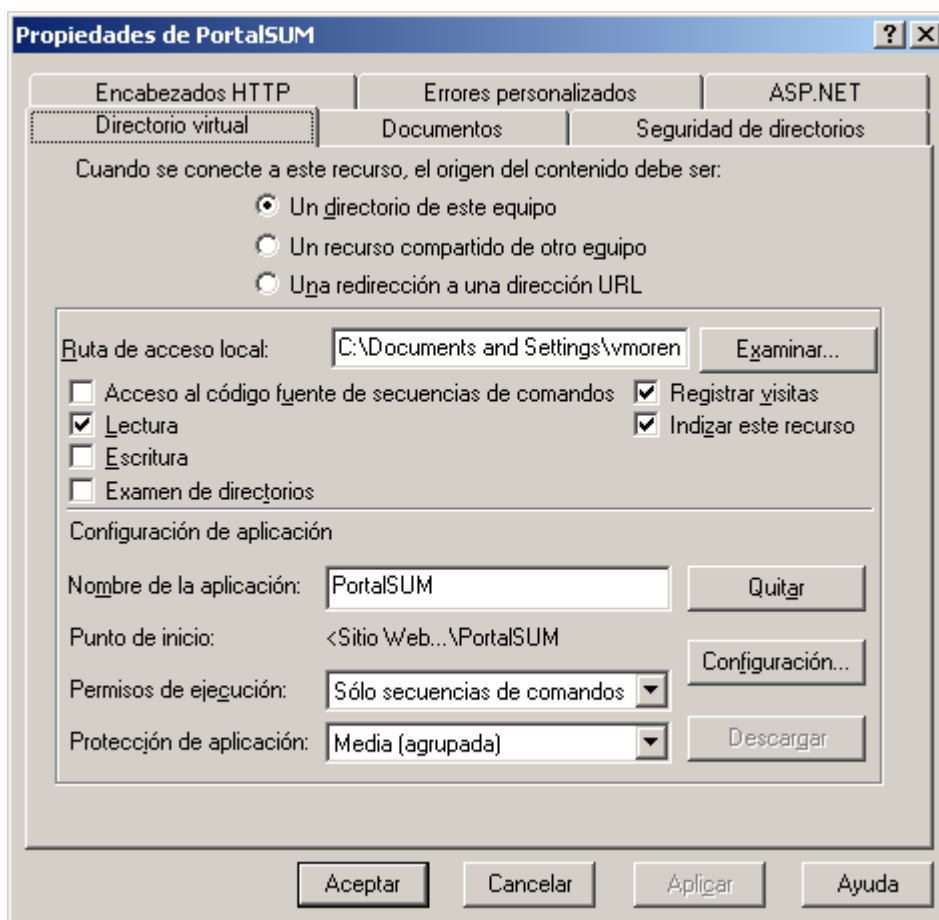 Propiedades de PortalSUM
Encabezados HTTP Errores personalizados ASP.NET
Directorio virtual Documentos Seguridad de directorios
Cuando se conecte a este recurso, el origen del contenido debe ser:
Un directorio de este equipo
Un recurso compartido de otro equipo
Una redirección a una dirección URL
Ruta de acceso local: C:\Documents and Settings\vmoren Examinar...
Acceso al código fuente de secuencias de comandos Registrar visitas
Lectura Indizar este recurso
Escritura
Examen de directorios
Configuración de aplicación
Nombre de la aplicación: PortalSUM Quitar
Punto de inicio: <Sitio Web...\PortalSUM
Configuración...
Permisos de ejecución: Sólo secuencias de comandos
Protección de aplicación: Media (agrupada) Descargar
Aceptar Cancelar Aplicar Ayuda